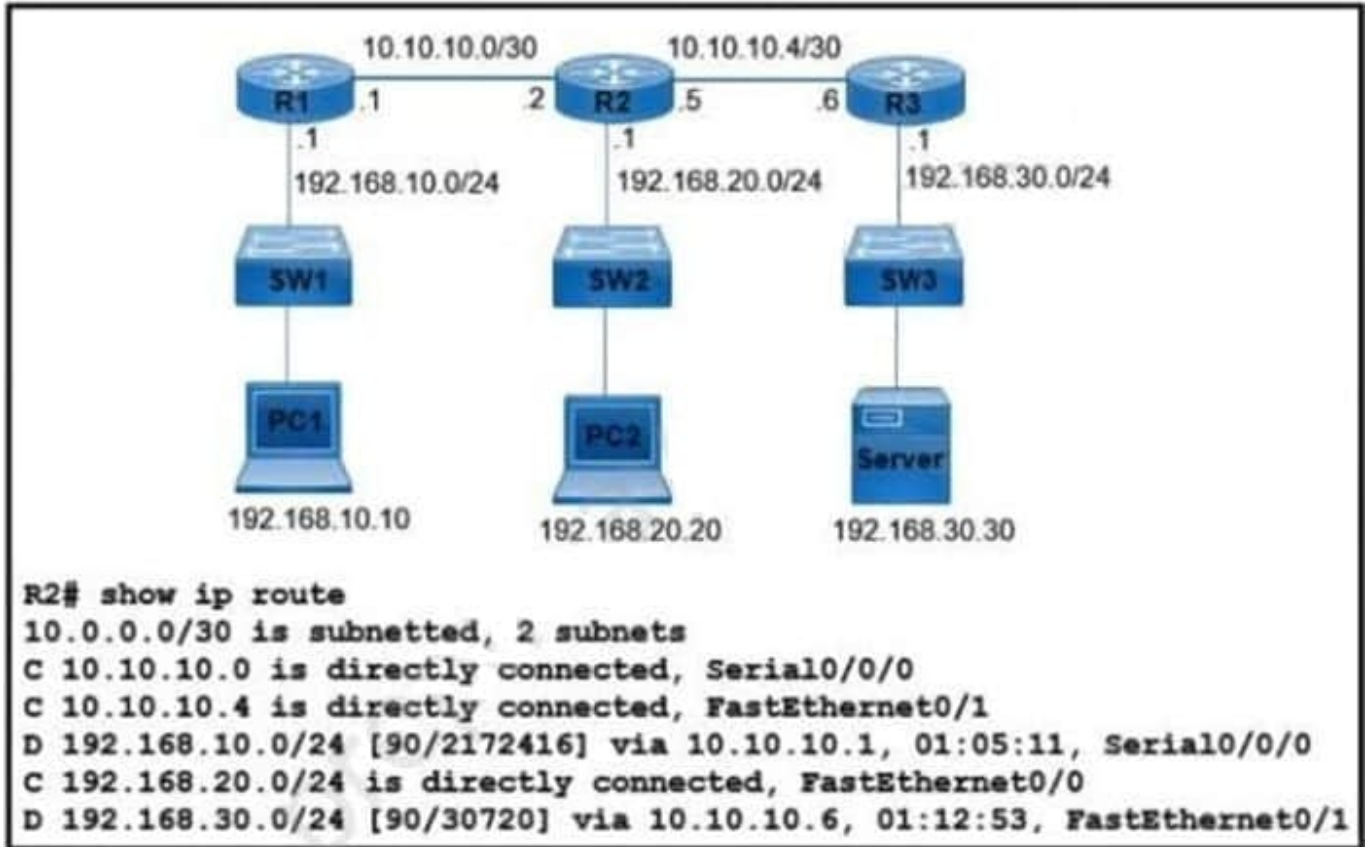 10.10.10.0/30 10.10.10.4/30
R1 .1 .2 R2 .5 .6 R3
.1 .1 .1
192.168.10.0/24 192.168.20.0/24 192.168.30.0/24
SW1 SW2 SW3
PC1 PC2 Server
192.168.10.10 192.168.20.20 192.168.30.30
R2# show ip route
10.0.0.0/30 is subnetted, 2 subnets
C 10.10.10.0 is directly connected, Serial0/0/0
C 10.10.10.4 is directly connected, FastEthernet0/1
D 192.168.10.0/24 [90/2172416] via 10.10.10.1, 01:05:11, Serial0/0/0
C 192.168.20.0/24 is directly connected, FastEthernet0/0
D 192.168.30.0/24 [90/30720] via 10.10.10.6, 01:12:53, FastEthernet0/1